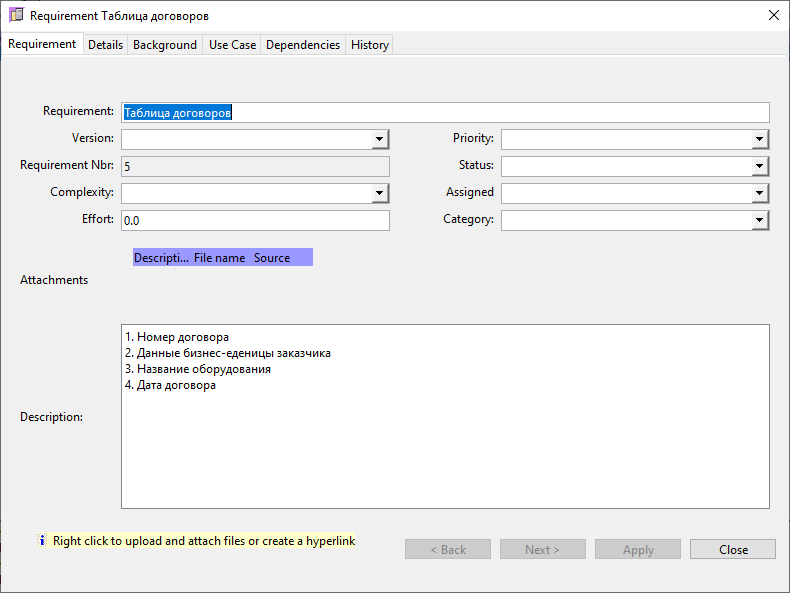 Requirement Таблица договоров
Requirement Details Background Use Case Dependencies History
Requirement: Таблица договоров
Version: Priority:
Requirement Nbr: 5 Status:
Complexity: Assigned
Effort: 0.0 Category:
Descripti... File name Source
Attachments
1. Номер договора
2. Данные бизнес-еденицы заказчика
3. Название оборудования
4. Дата договора
Description:
Right click to upload and attach files or create a hyperlink
< Back Next > Apply Close